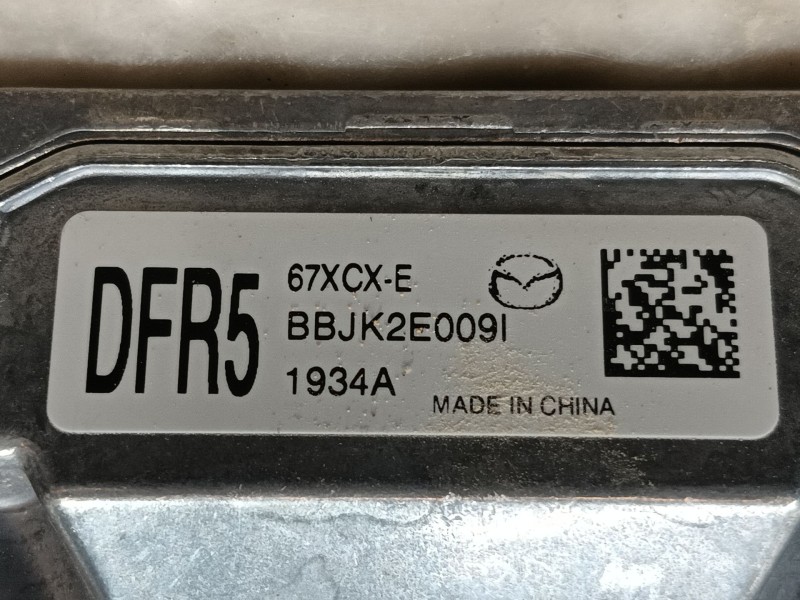 DFR5
67XCX-E
BBJK2E009I
1934A
MADE IN CHINA